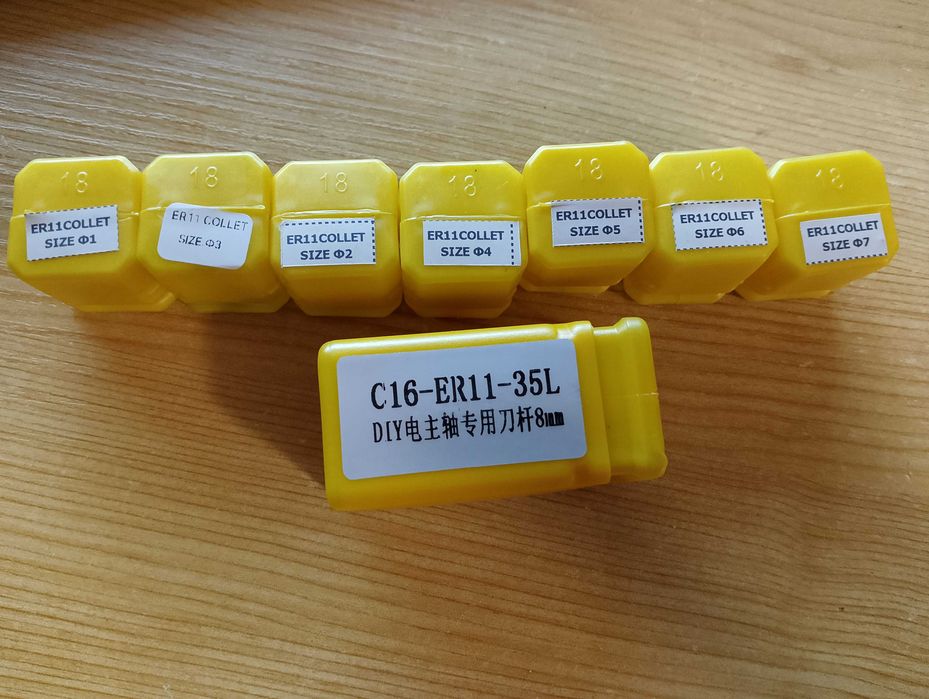 18
ER11COLLET
SIZE Φ1
18
ER11 COLLET
SIZE Φ3
18
ER11COLLET
SIZE Φ2
18
ER11COLLET
SIZE Φ4
18
ER11COLLET
SIZE Φ5
18
ER11COLLET
SIZE Φ6
18
ER11COLLET
SIZE Φ7
C16-ER11-35L
DIY电主轴专用刀杆8mm